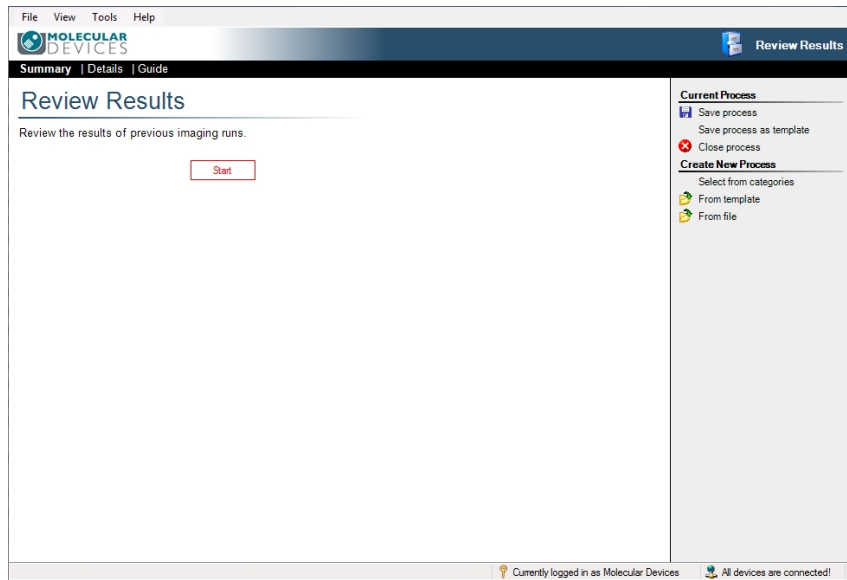 File View Tools Help
MOLECULAR
DEVICES
Review Results
Summary | Details | Guide
Review Results
Review the results of previous imaging runs.
Start
Current Process
Save process
Save process as template
Close process
Create New Process
Select from categories
From template
From file
Currently logged in as Molecular Devices
All devices are connected!